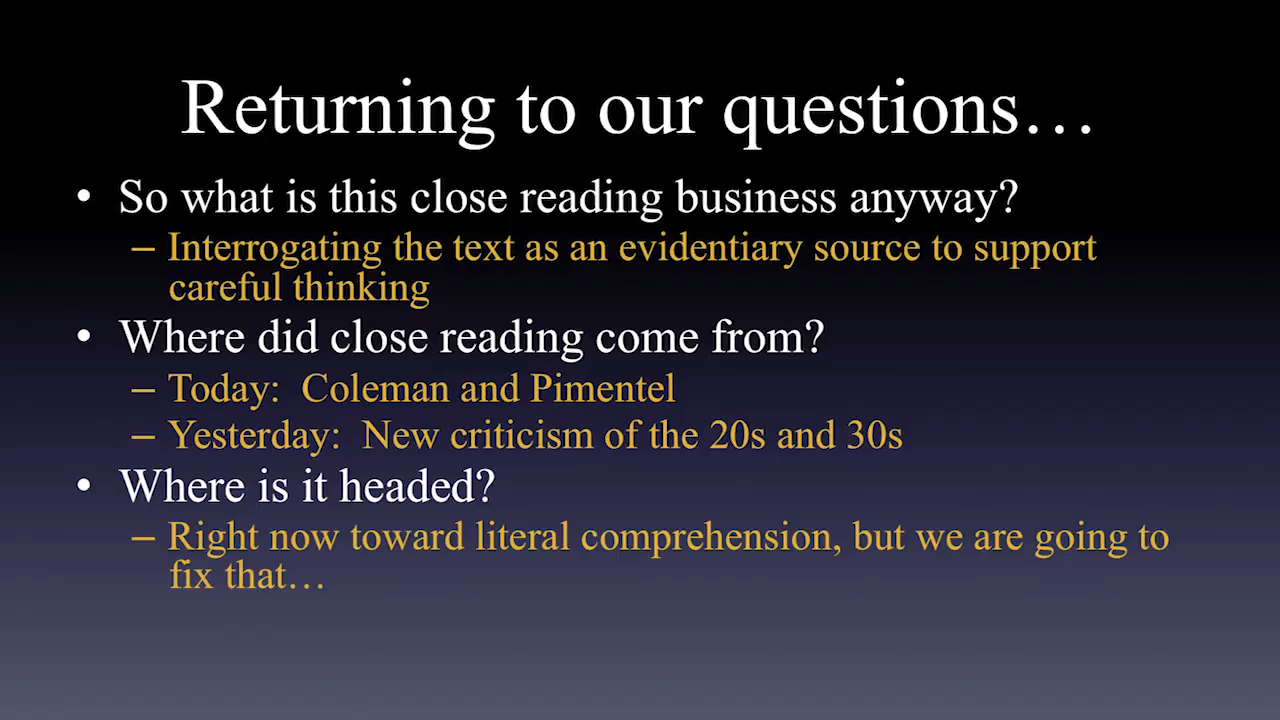 Returning to our questions…
• So what is this close reading business anyway?
– Interrogating the text as an evidentiary source to support
careful thinking
• Where did close reading come from?
– Today:  Coleman and Pimentel
– Yesterday:  New criticism of the 20s and 30s
• Where is it headed?
– Right now toward literal comprehension, but we are going to
fix that…